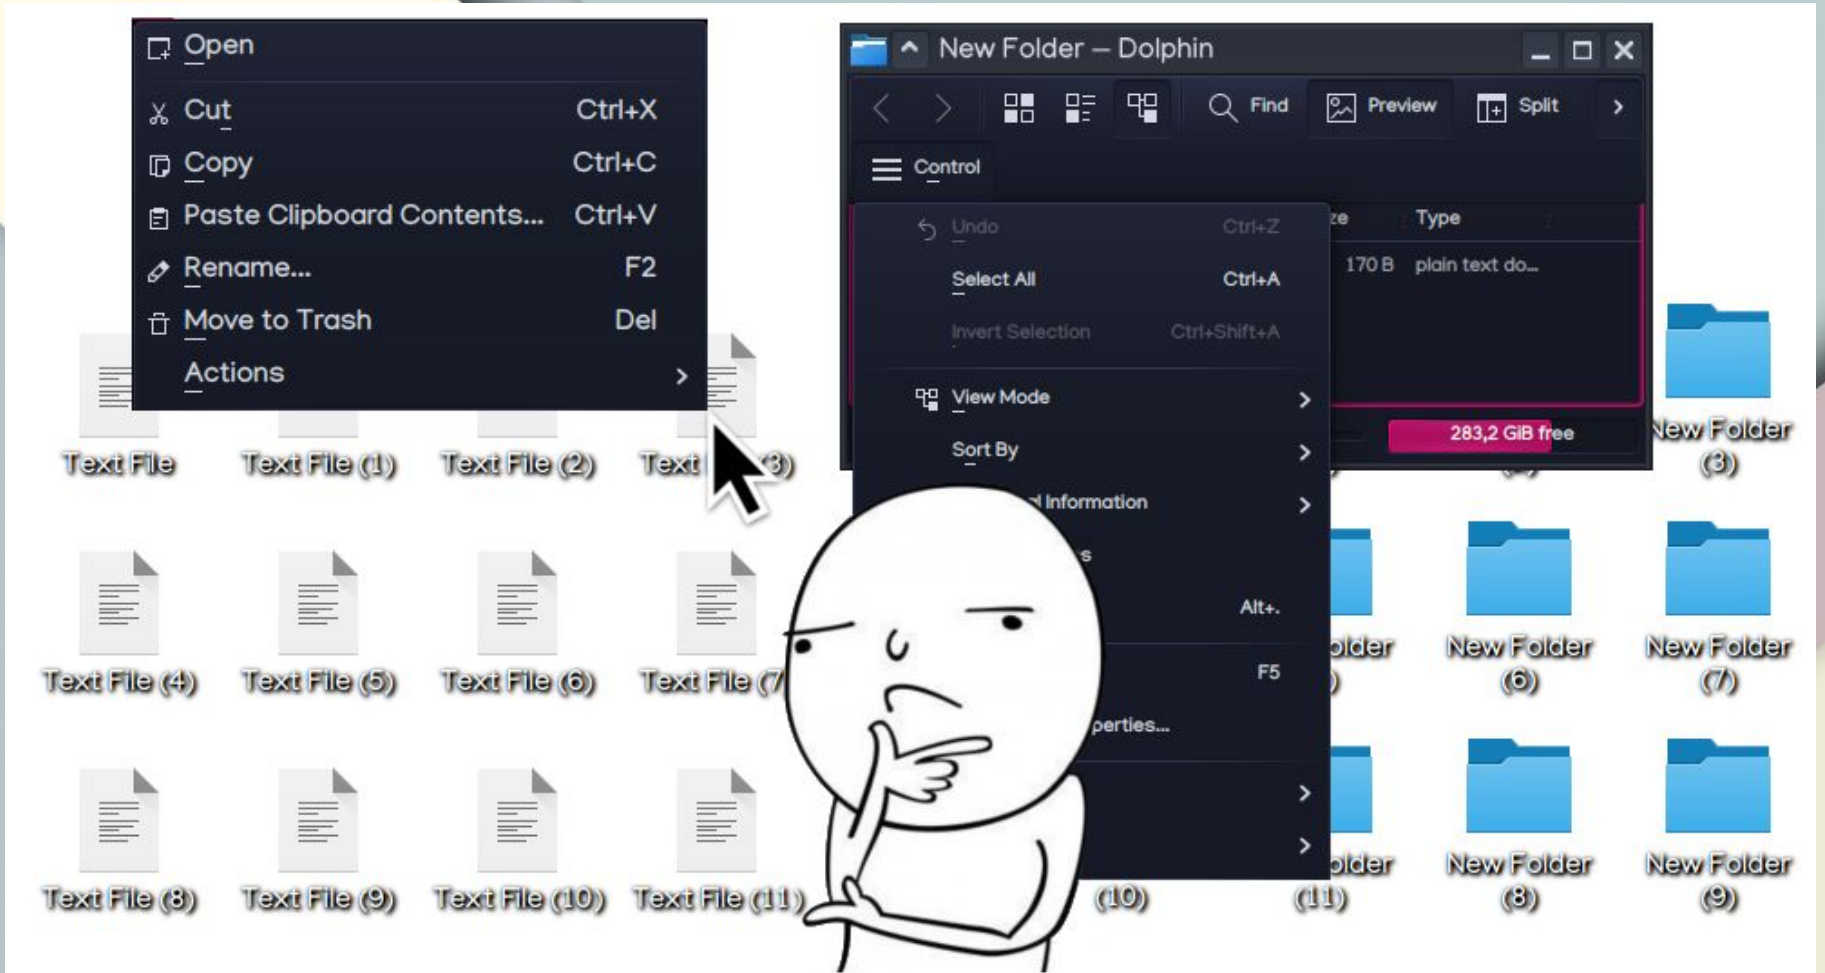 Open
Cut Ctrl+X
Copy Ctrl+C
Paste Clipboard Contents... Ctrl+V
Rename... F2
Move to Trash Del
Actions
New Folder — Dolphin
Find Preview Split
Control
Type
170 B plain text do...
283,2 GiB free
Undo Ctrl+Z
Select All Ctrl+A
Invert Selection Ctrl+Shift+A
View Mode
Sort By
Information
Alt+.
F5
Text File
Text File (1)
Text File (2)
Text (3)
New Folder
(3)
Text File (4)
Text File (5)
Text File (6)
Text File (7
New Folder
(6)
New Folder
(7)
Text File (8)
Text File (9)
Text File (10)
Text File (11)
(10)
(11)
New Folder
(8)
New Folder
(9)